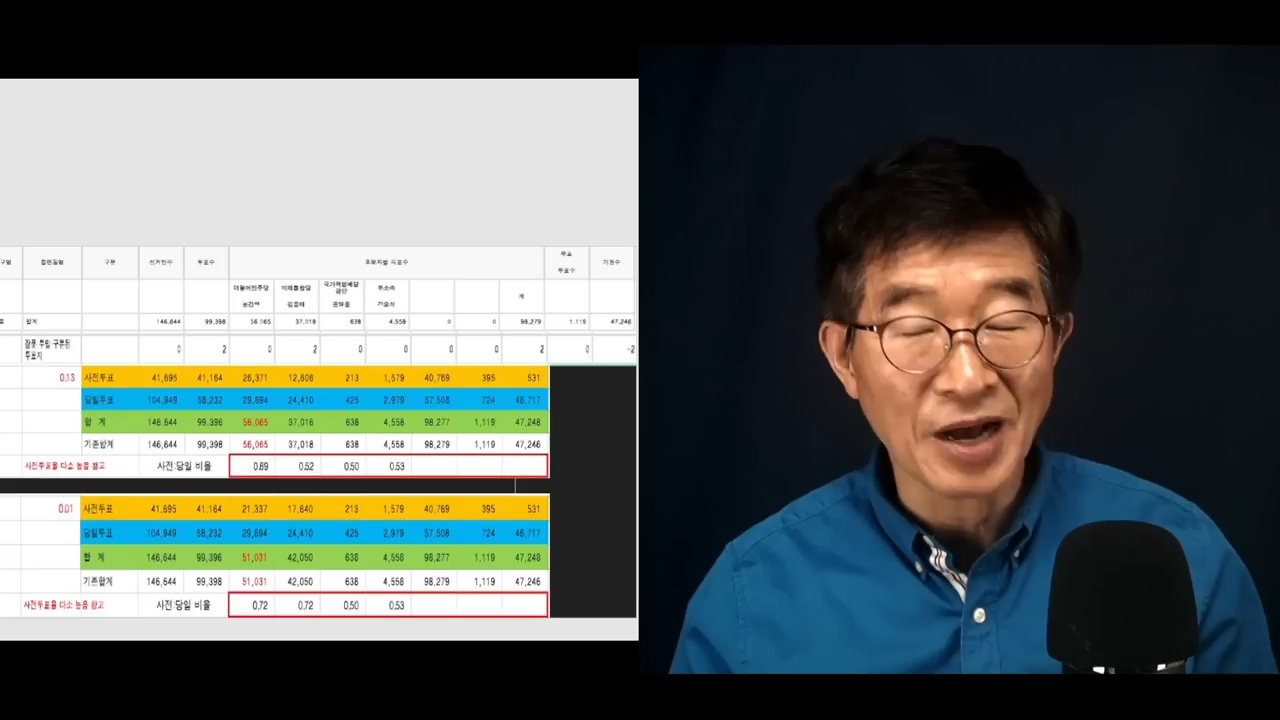 읍면동명 구분 선거인수 투표수 후보자별 득표수 무효 투표수 기권수
더불어민주당 미래통합당 국가혁명배당금당 무소속 계
합계 146,644 99,398 56,065 37,018 638 4,558 0 0 98,279 1,119 47,246
잘못 투입·구분된 투표지 0 2 0 2 0 0 0 0 2 0 -2
0.13 사전투표 41,695 41,164 26,371 12,606 213 1,579 40,769 395 531
당일투표 104,949 58,232 29,694 24,410 425 2,979 57,508 724 46,717
합 계 146,644 99,396 56,065 37,016 638 4,558 98,277 1,119 47,248
기존합계 146,644 99,398 56,065 37,018 638 4,558 98,279 1,119 47,246
사전투표율 다소 높음 참고 사전:당일 비율 0.89 0.52 0.50 0.53
0.01 사전투표 41,695 41,164 21,337 17,640 213 1,579 40,769 395 531
당일투표 104,949 58,232 29,694 24,410 425 2,979 57,508 724 46,717
합 계 146,644 99,396 51,031 42,050 638 4,558 98,277 1,119 47,248
기존합계 146,644 99,398 51,031 42,050 638 4,558 98,279 1,119 47,246
사전투표율 다소 높음 참고 사전:당일 비율 0.72 0.72 0.50 0.53